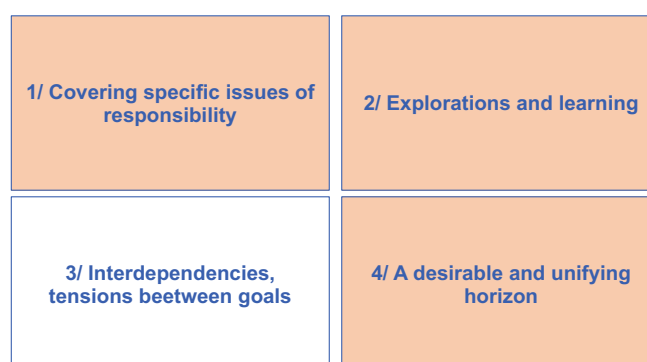 1/ Covering specific issues of
responsibility
2/ Explorations and learning
3/ Interdependencies,
tensions beetween goals
4/ A desirable and unifying
horizon